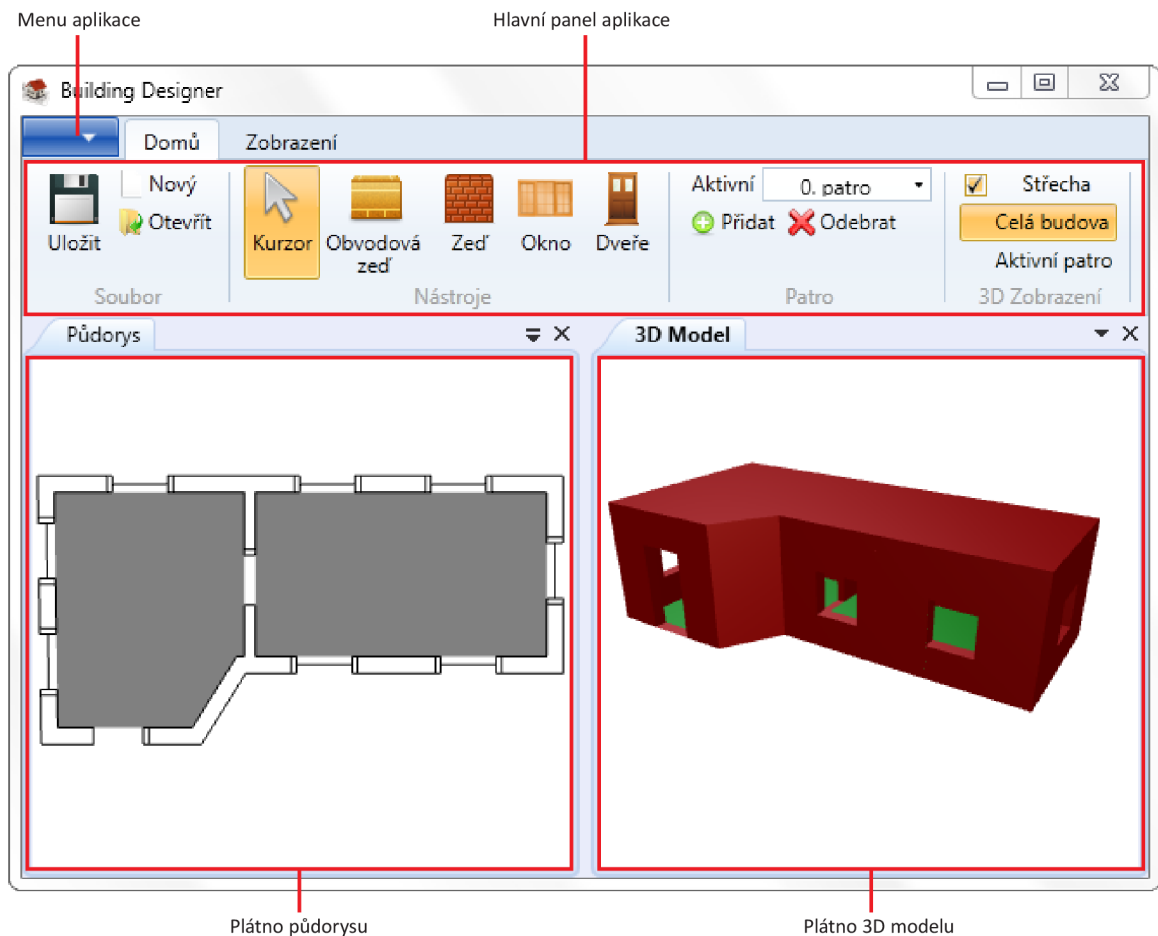 Menu aplikace
Hlavní panel aplikace
Building Designer
Domů
Zobrazení
Uložit
Nový
Otevřít
Soubor
Kurzor
Obvodová
zeď
Zeď
Okno
Dveře
Nástroje
Aktivní
0. patro
Přidat
Odebrat
Patro
Střecha
Celá budova
Aktivní patro
3D Zobrazení
Půdorys
3D Model
Plátno půdorysu
Plátno 3D modelu